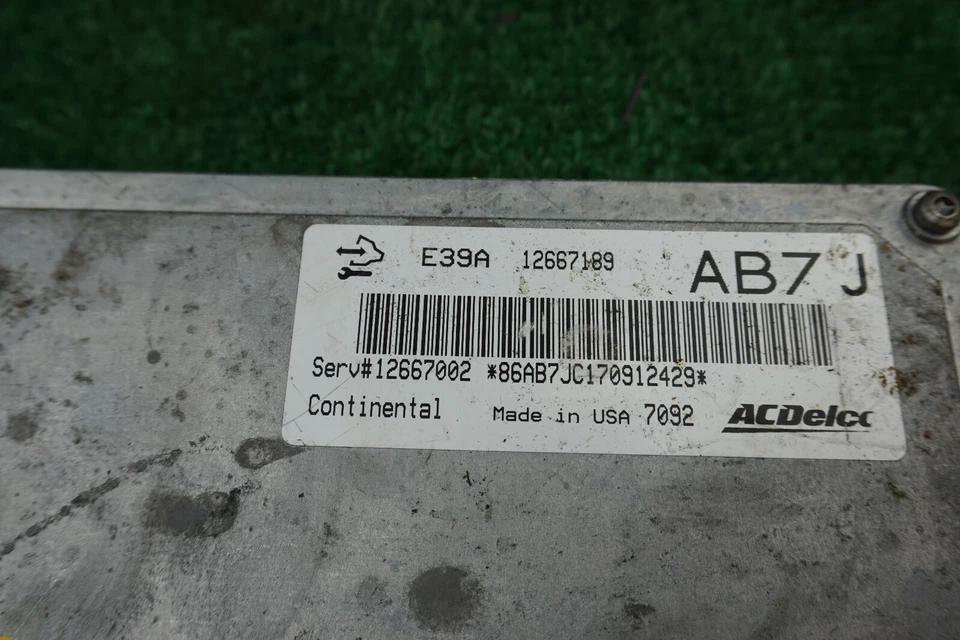 E39A 12667189 AB7 J
Serv#12667002 *86AB7JC170912429*
Continental Made in USA 7092 ACDelco